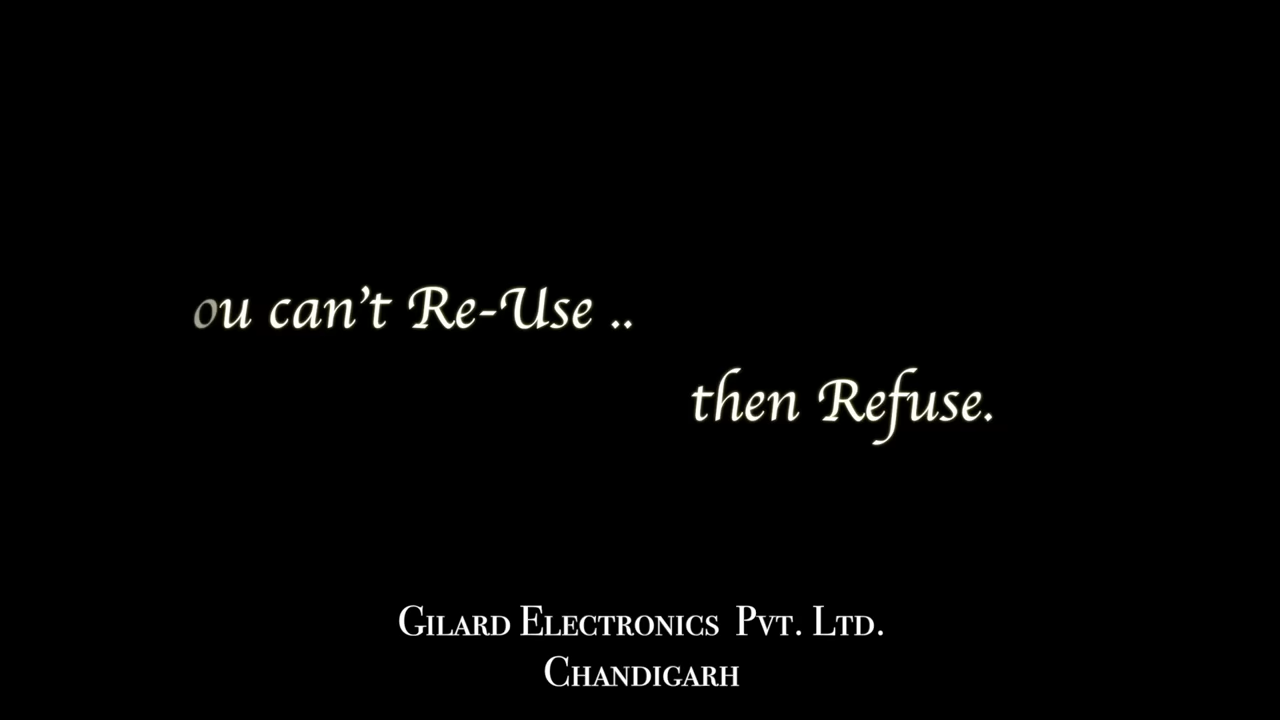 ou can't Re-Use ..
then Refuse.
Gilard Electronics Pvt. Ltd.
Chandigarh